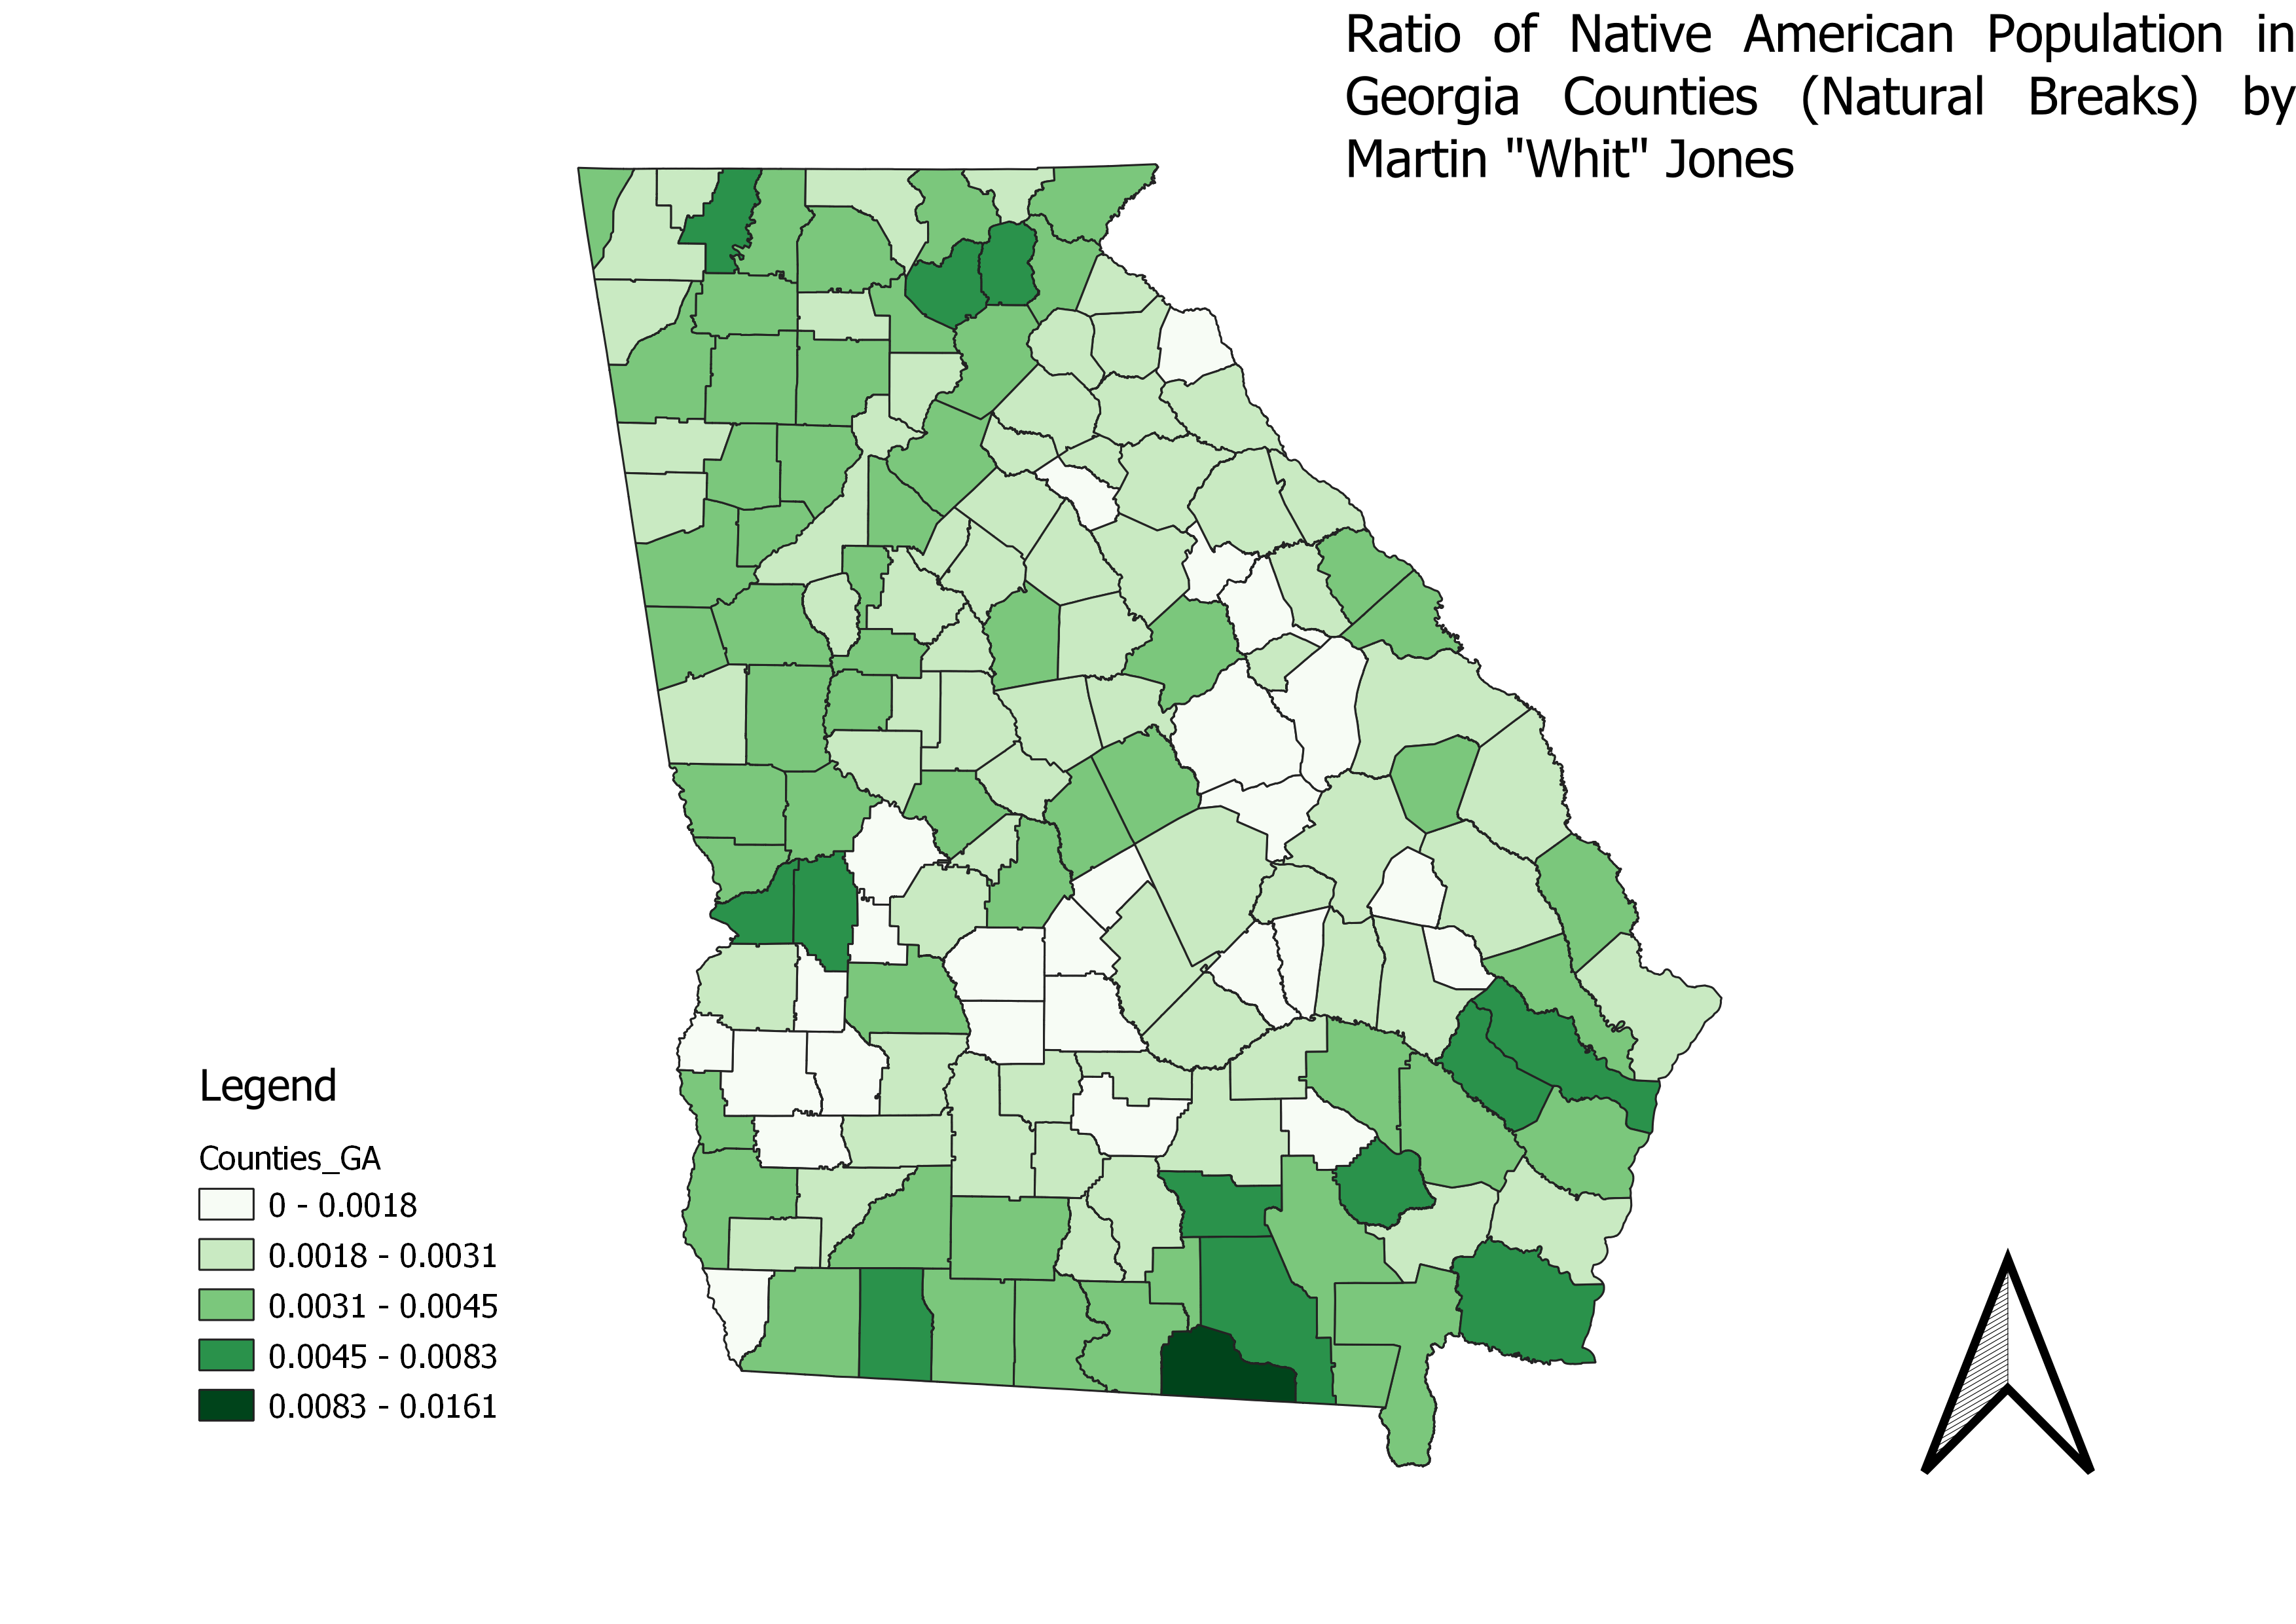 Ratio of Native American Population in
Georgia Counties (Natural Breaks) by
Martin "Whit" Jones
Legend
Counties_GA
0 - 0.0018
0.0018 - 0.0031
0.0031 - 0.0045
0.0045 - 0.0083
0.0083 - 0.0161